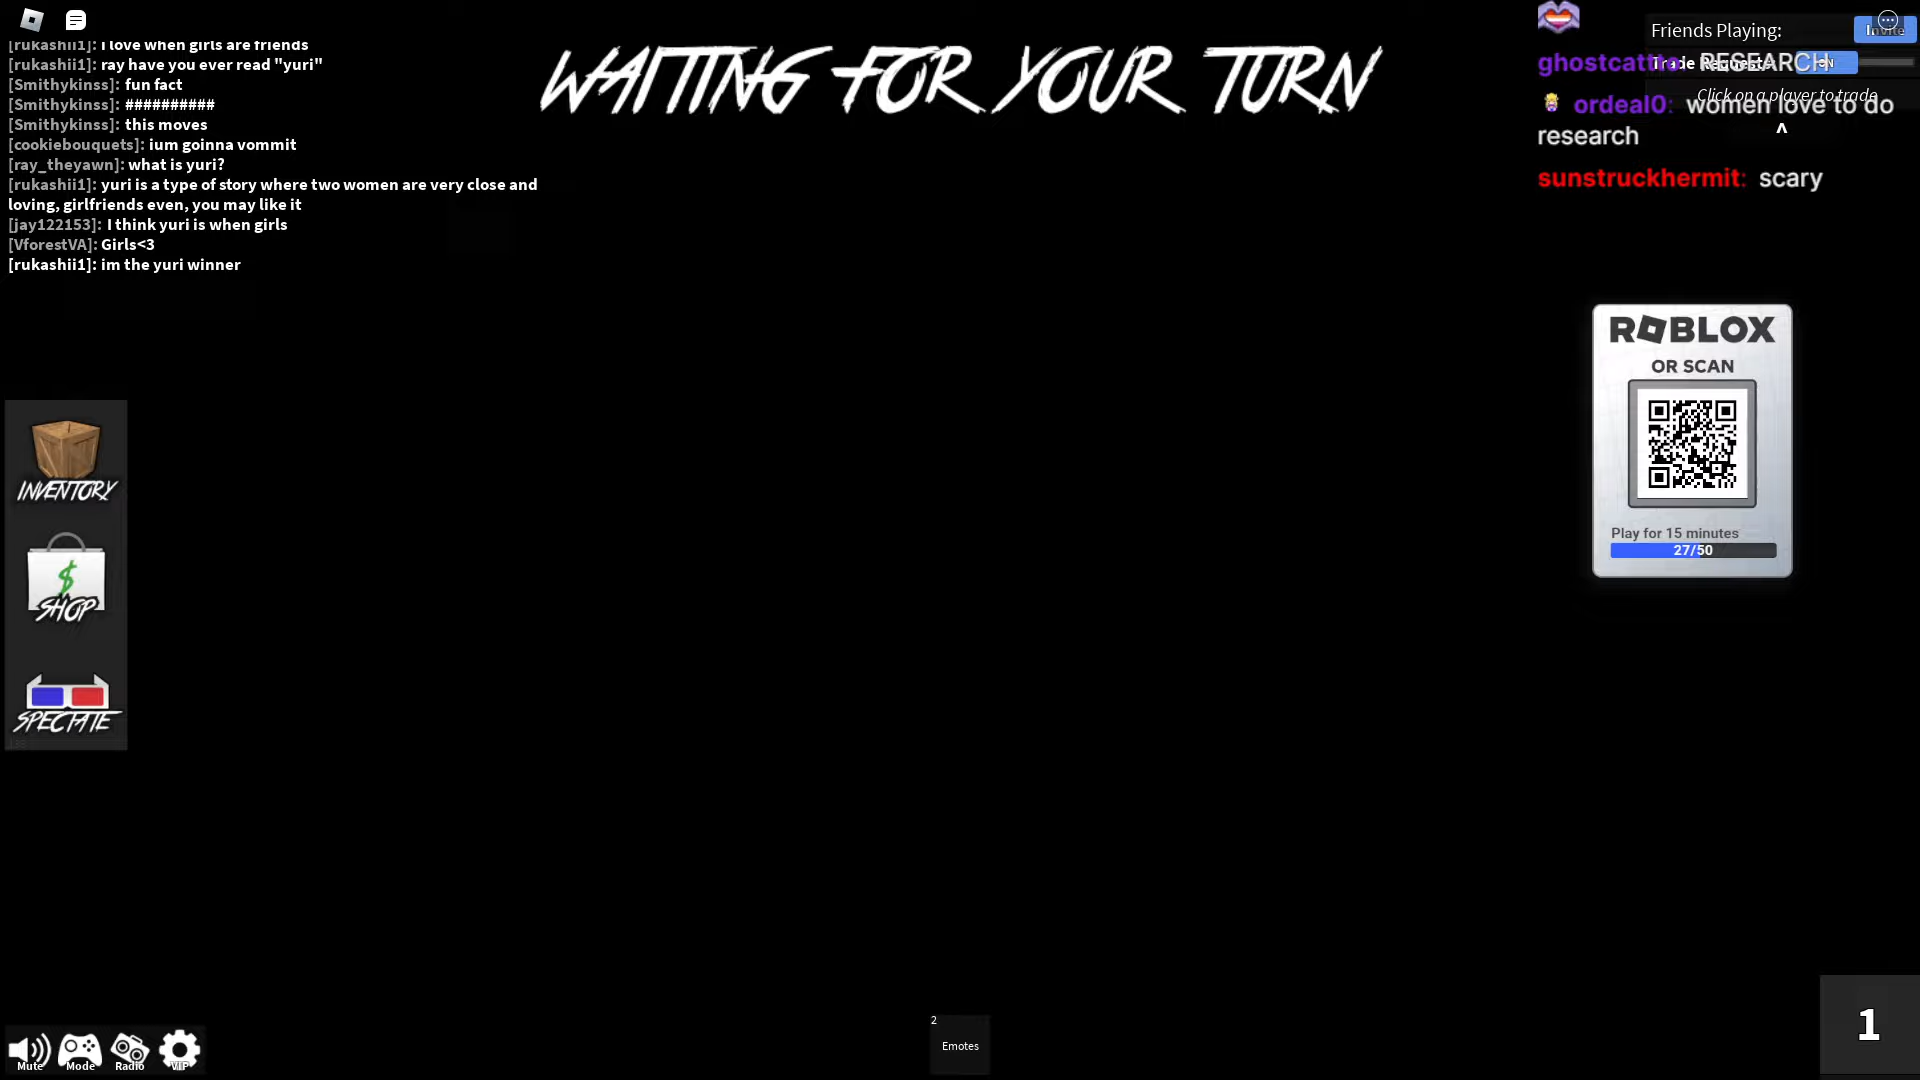 [rukashii1]: i love when girls are friends
[rukashii1]: ray have you ever read "yuri"
[Smithykinss]: fun fact
[Smithykinss]: ##########
[Smithykinss]: this moves
[cookiebouquets]: ium goinna vommit
[ray_theyawn]: what is yuri?
[rukashii1]: yuri is a type of story where two women are very close and
loving, girlfriends even, you may like it
[jay122153]: I think yuri is when girls
[VforestVA]: Girls<3
[rukashii1]: im the yuri winner
WAITING FOR YOUR TURN
Friends Playing:
Invite
RESEARCH
Click on a player to trade
ordeal0: women love to do
research
^
sunstruckhermit: scary
ROBLOX
OR SCAN
Play for 15 minutes
27/50
INVENTORY
$
SHOP
SPECTATE
Mute
Mode
Radio
VIP
2
Emotes
1